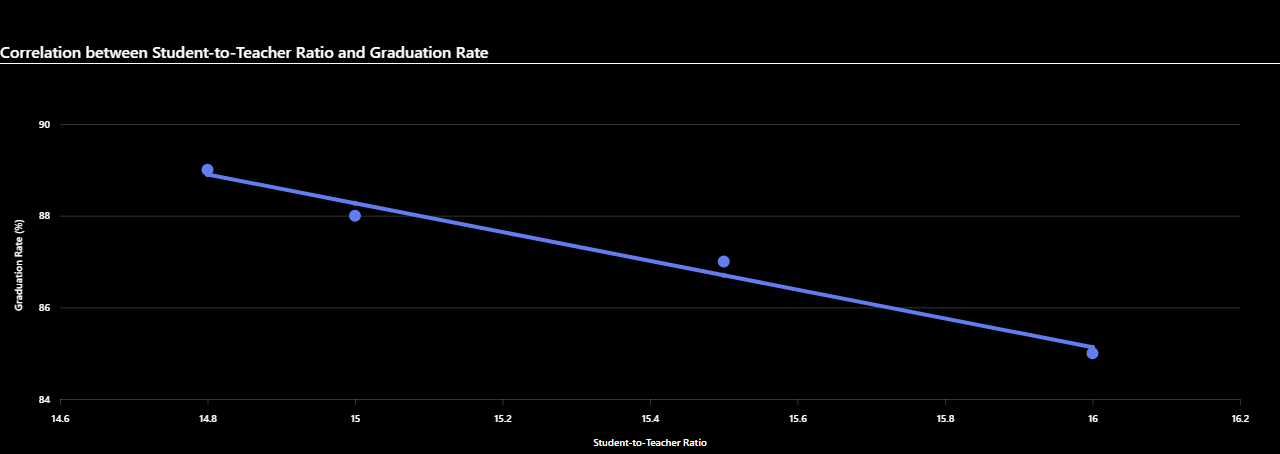 Correlation between Student-to-Teacher Ratio and Graduation Rate
90
88
86
84
Graduation Rate (%)
14.6 14.8 15 15.2 15.4 15.6 15.8 16 16.2
Student-to-Teacher Ratio